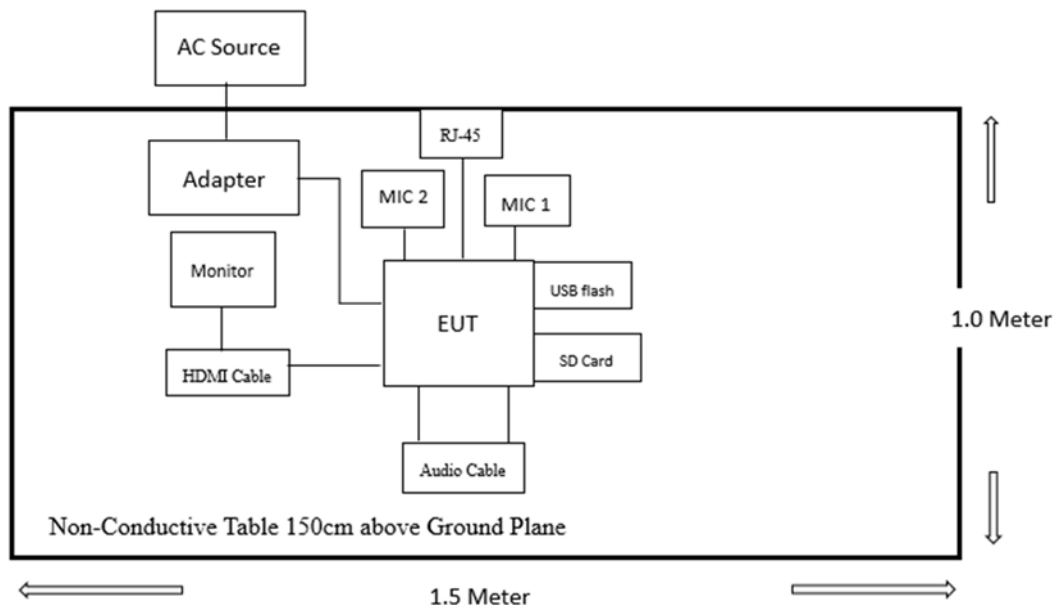 AC Source
RJ-45
Adapter
MIC 2
MIC 1
Monitor
USB flash
EUT
1.0 Meter
SD Card
HDMI Cable
Audio Cable
Non-Conductive Table 150cm above Ground Plane
1.5 Meter